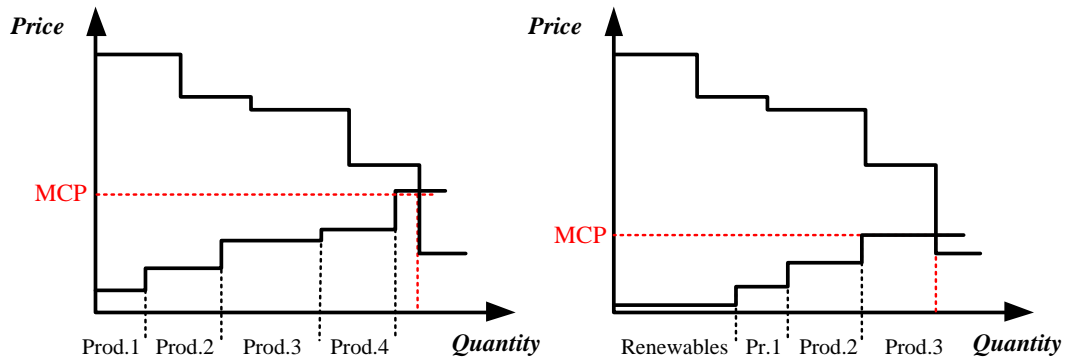 Price
MCP
Prod.1 Prod.2 Prod.3 Prod.4
Quantity
Price
MCP
Renewables Pr.1 Prod.2 Prod.3
Quantity